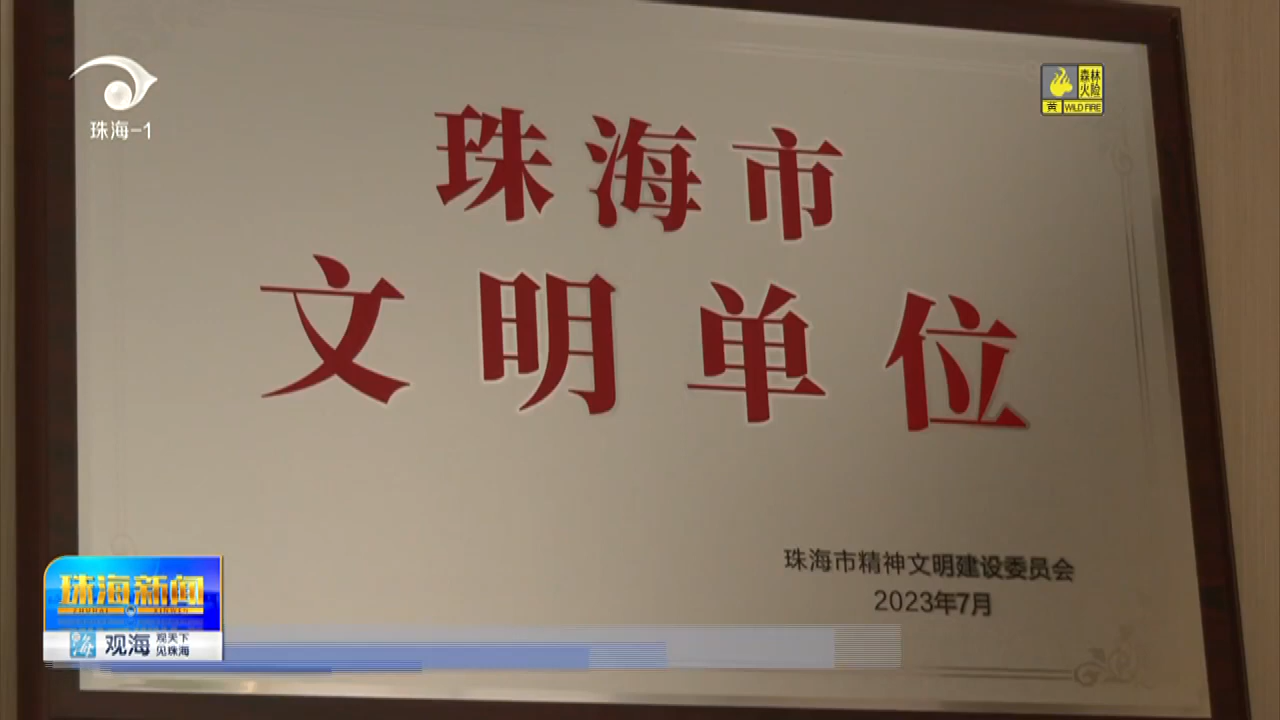 珠海-1
森林
火险
黄 WILD FIRE
珠海市
文明单位
珠海市精神文明建设委员会
2023年7月
珠海新闻
ZHUHAI XINWEN
观海
观天下
见珠海